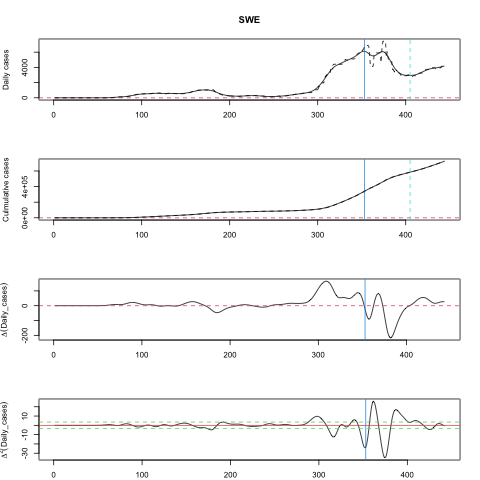 SWE
Daily cases
0 4000
0 100 200 300 400
Culmulative cases
0e+00 4e+05
0 100 200 300 400
Δ(Daily_cases)
-200 0
0 100 200 300 400
Δ²(Daily_cases)
-30 -10 10
0 100 200 300 400